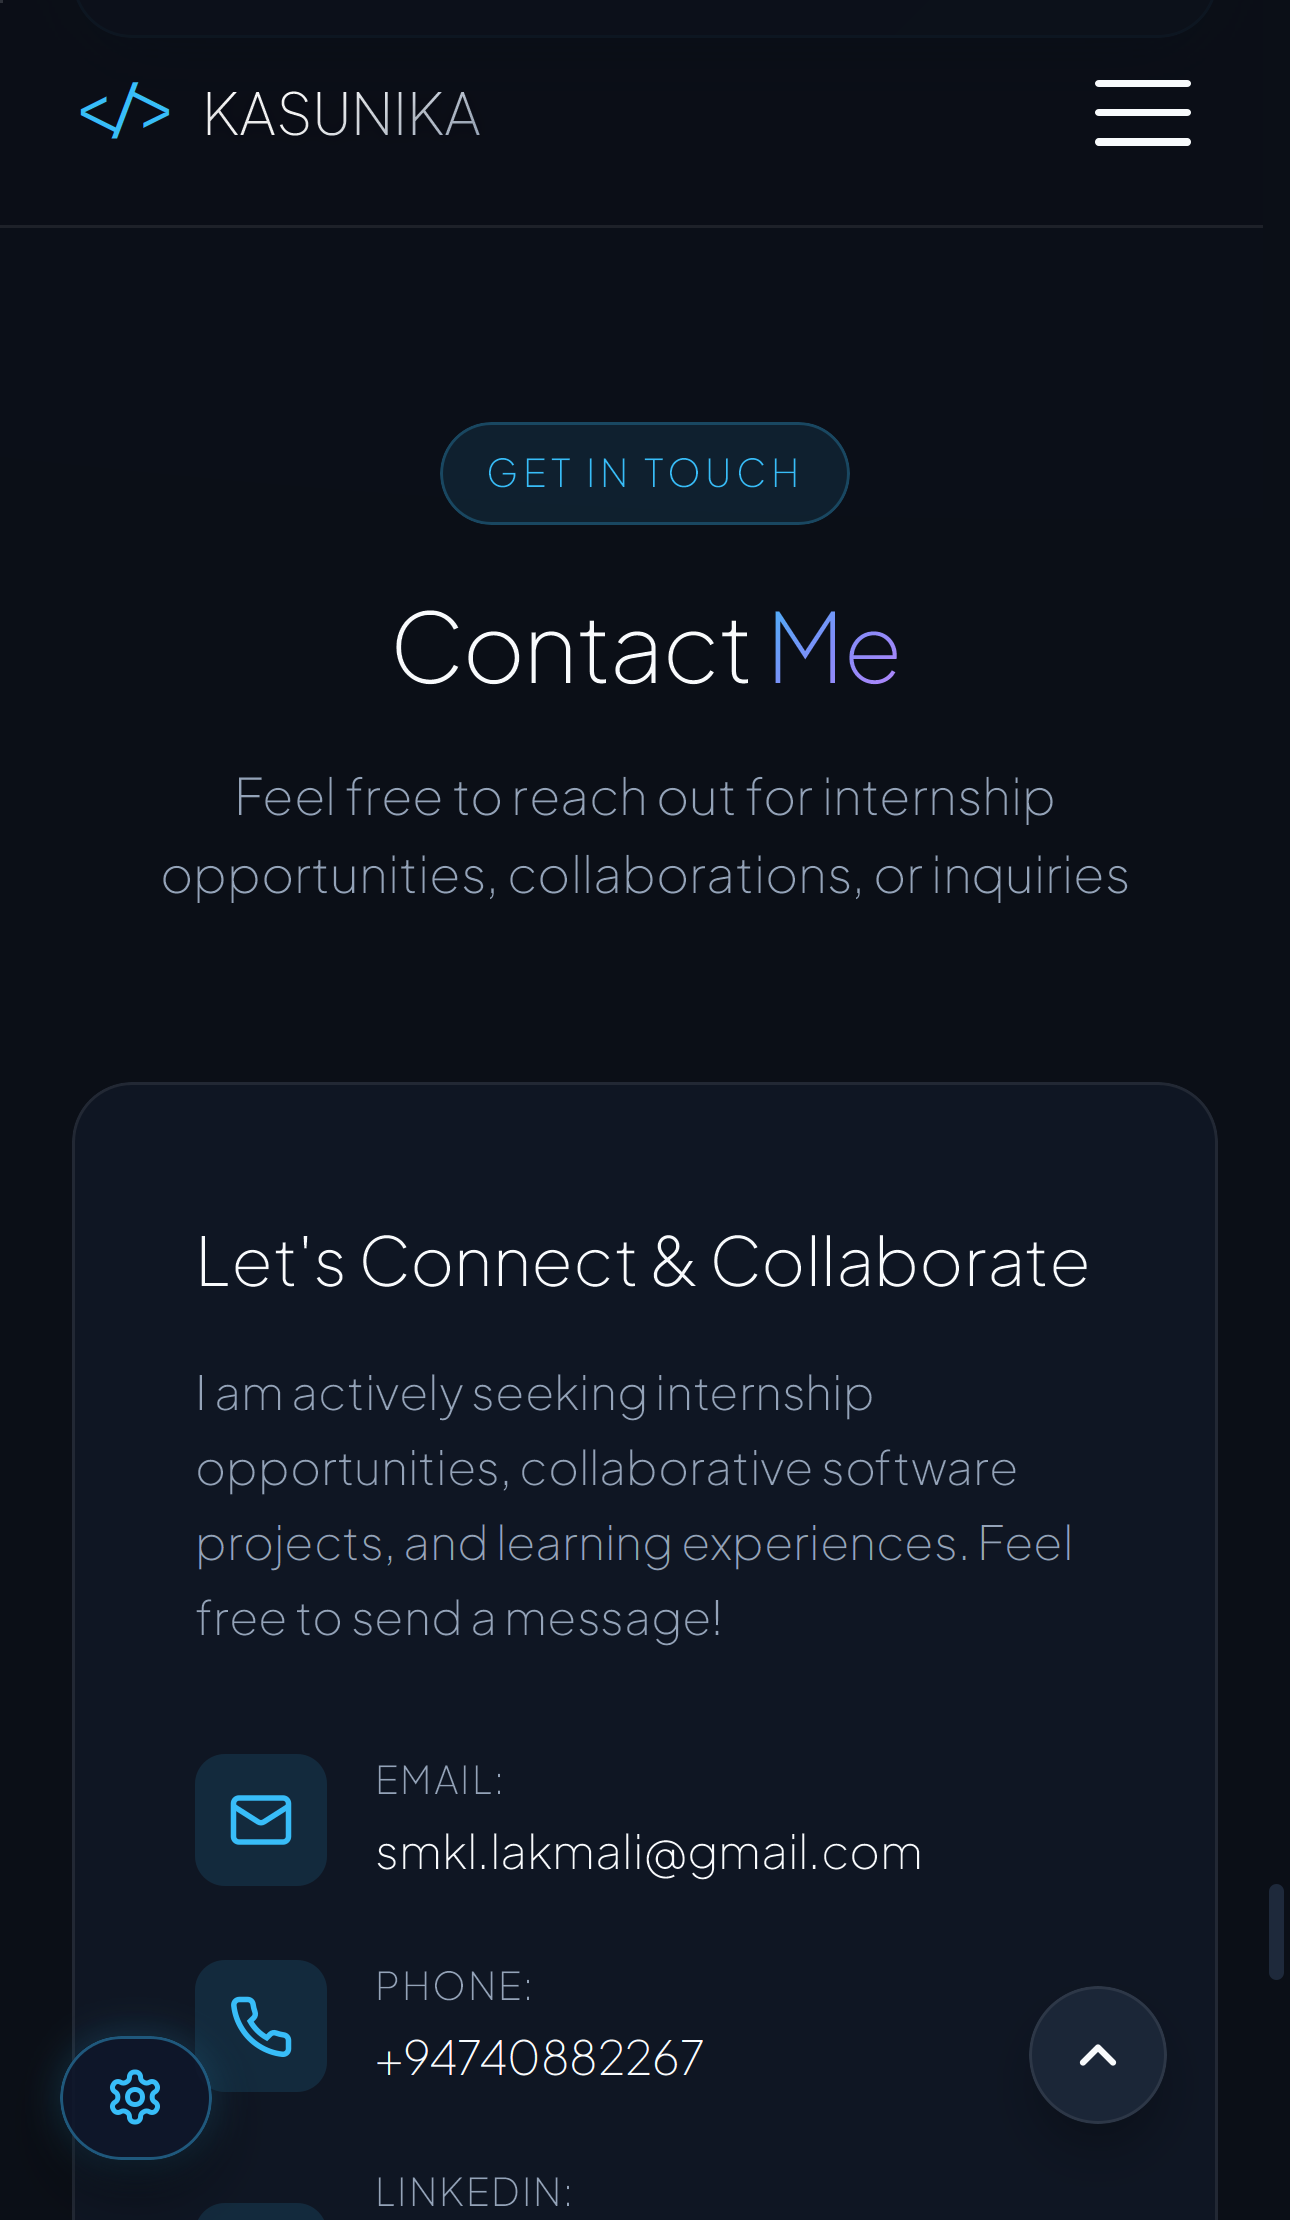 </> KASUNIKA
GET IN TOUCH
Contact Me
Feel free to reach out for internship
opportunities, collaborations, or inquiries
Let's Connect & Collaborate
I am actively seeking internship
opportunities, collaborative software
projects, and learning experiences. Feel
free to send a message!
EMAIL:
smkl.lakmali@gmail.com
PHONE:
+94740882267
LINKEDIN: